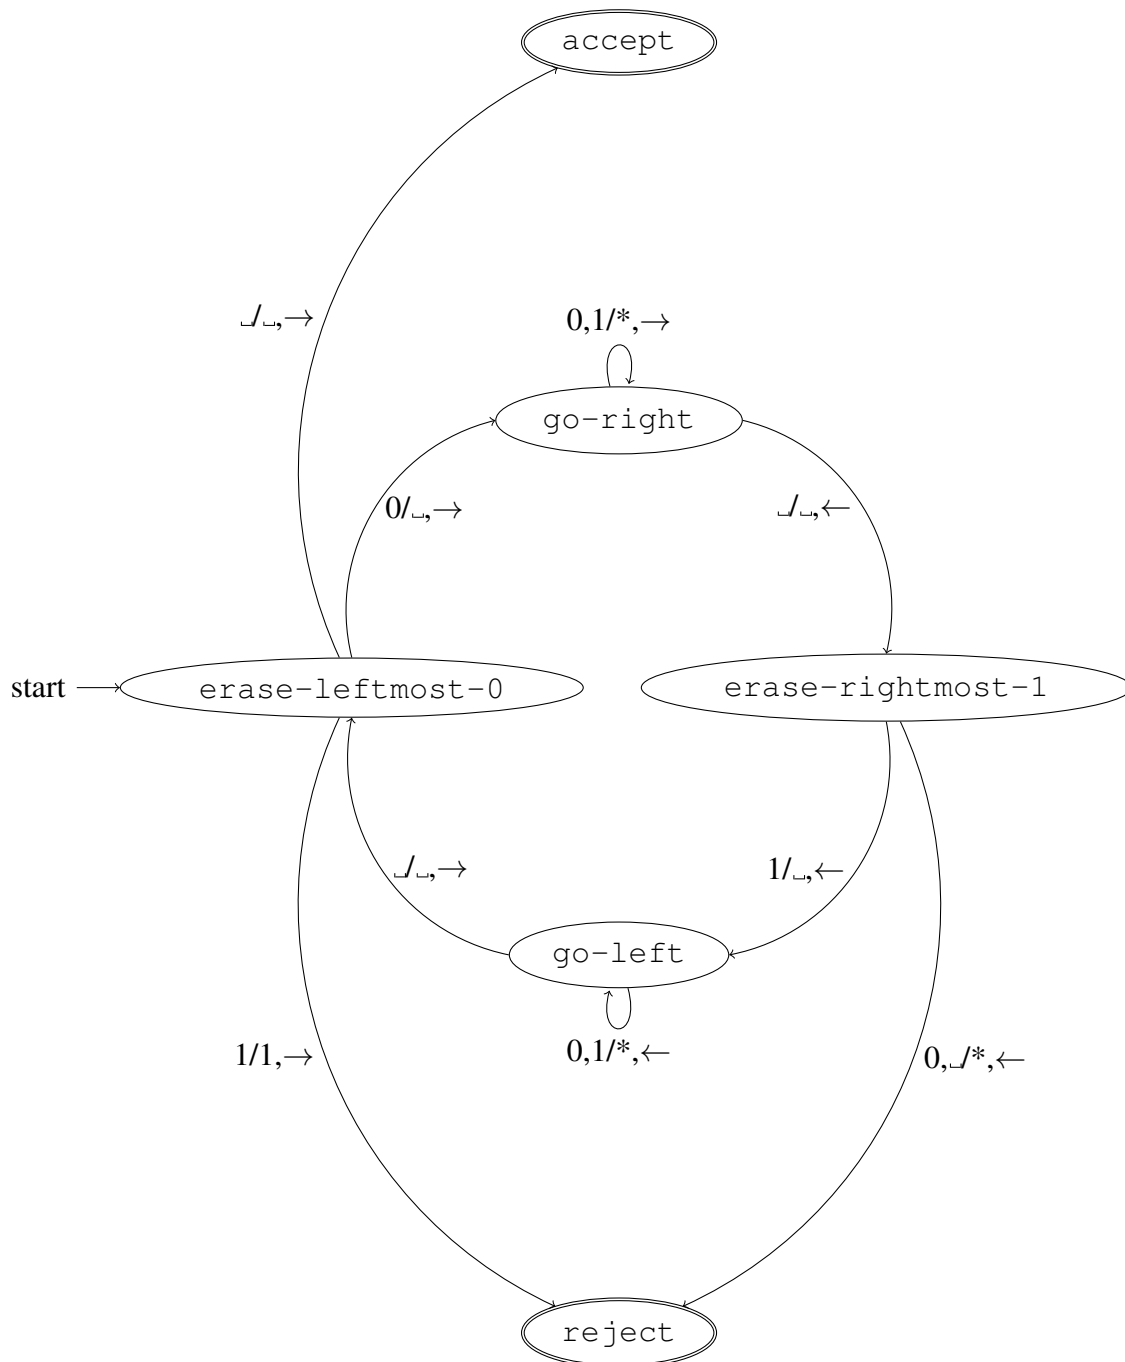 accept
␣/␣,→
0,1/*,→
go-right
0/␣,→
␣/␣,←
start
erase-leftmost-0
erase-rightmost-1
␣/␣,→
1/␣,←
go-left
0,1/*,←
1/1,→
0,␣/*,←
reject